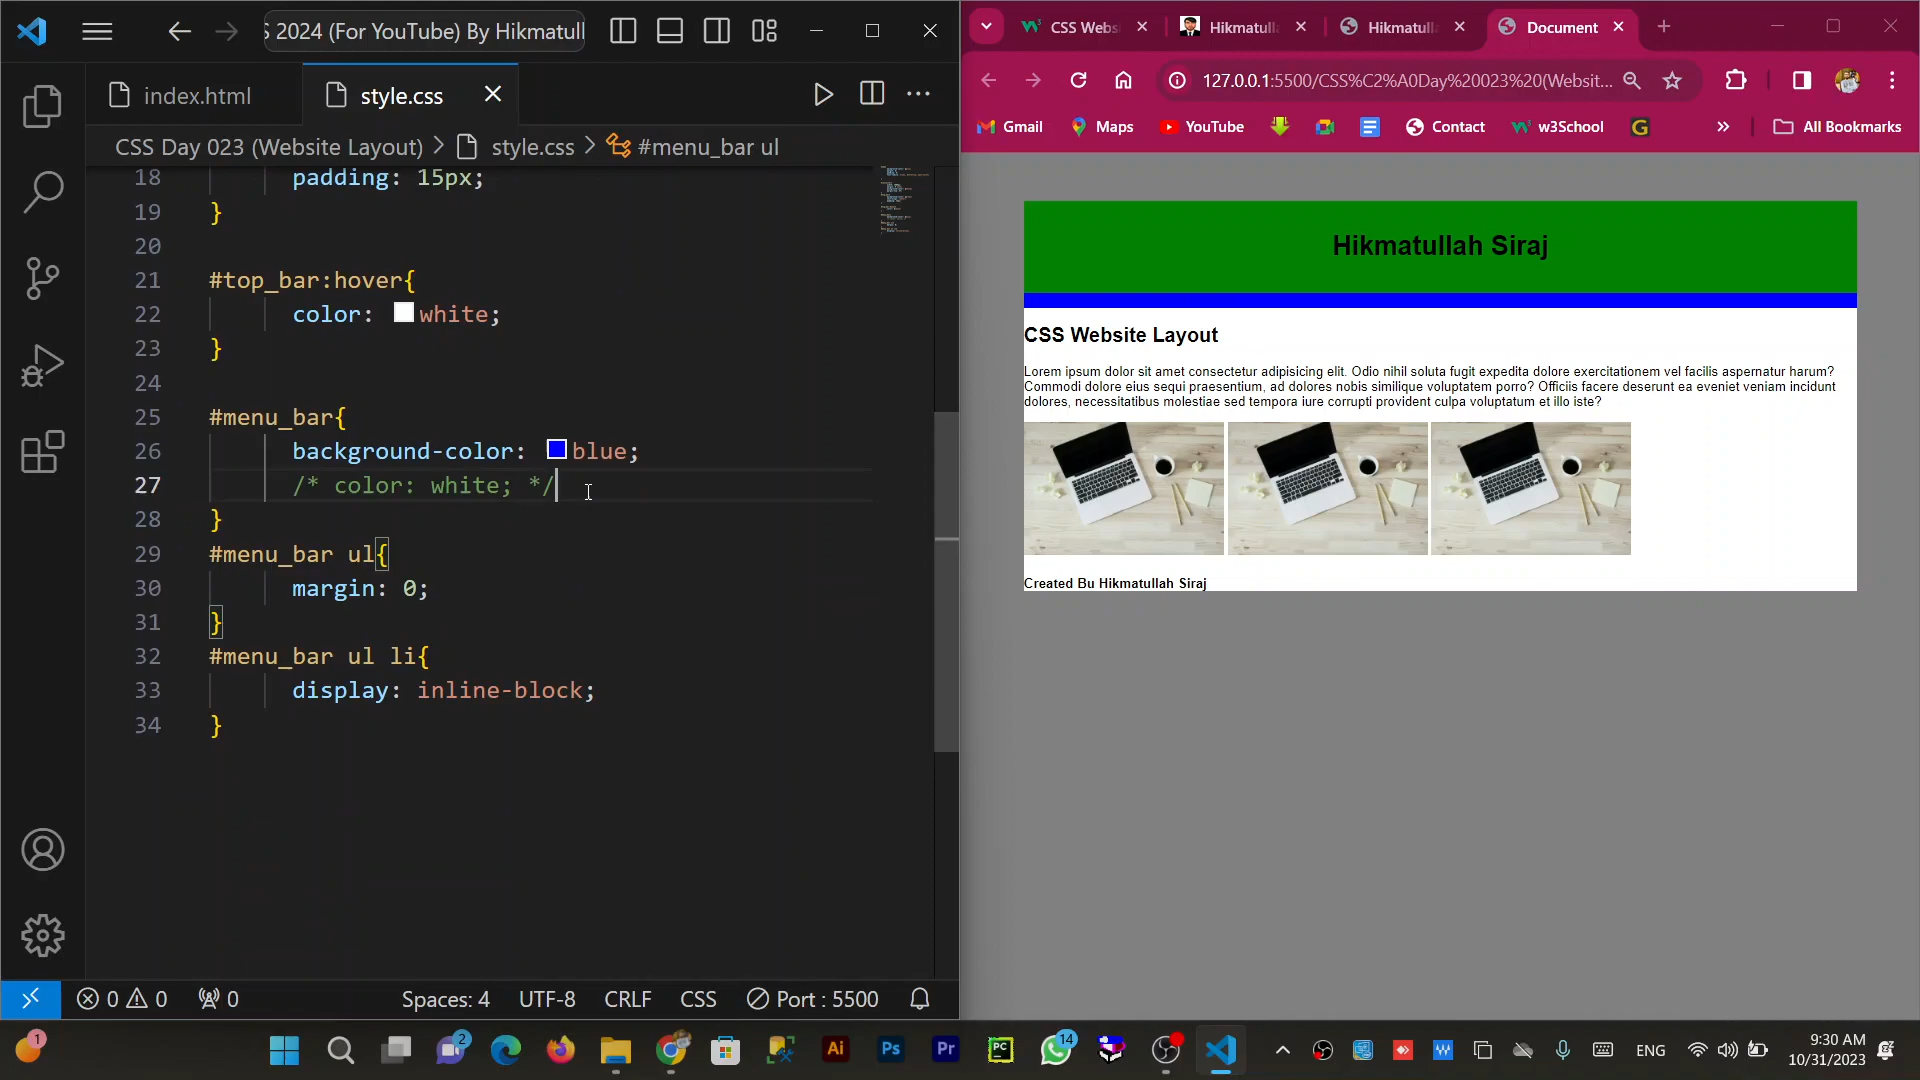 S 2024 (For YouTube) By Hikmatull
index.html
style.css
CSS Day 023 (Website Layout) > style.css > #menu_bar ul
18 padding: 15px;
19 }
20
21 #top_bar:hover{
22 color: white;
23 }
24
25 #menu_bar{
26 background-color: blue;
27 /* color: white; */
28 }
29 #menu_bar ul{
30 margin: 0;
31 }
32 #menu_bar ul li{
33 display: inline-block;
34 }
0 0 0 Spaces: 4 UTF-8 CRLF CSS Port : 5500
CSS Webs
Hikmatull
Hikmatull
Document
127.0.0.1:5500/CSS%C2%A0Day%20023%20(Websit...
Gmail Maps YouTube Contact w3School All Bookmarks
Hikmatullah Siraj
CSS Website Layout
Lorem ipsum dolor sit amet consectetur adipisicing elit. Odio nihil soluta fugit expedita dolore exercitationem vel facilis aspernatur harum?
Commodi dolore eius sequi praesentium, ad dolores nobis similique voluptatem porro? Officiis facere deserunt ea eveniet veniam incidunt
dolores, necessitatibus molestiae sed tempora iure corrupti provident culpa voluptatum et illo iste?
Created Bu Hikmatullah Siraj
1
2
Ai
Ps
Pr
PC
14
ENG
9:30 AM
10/31/2023